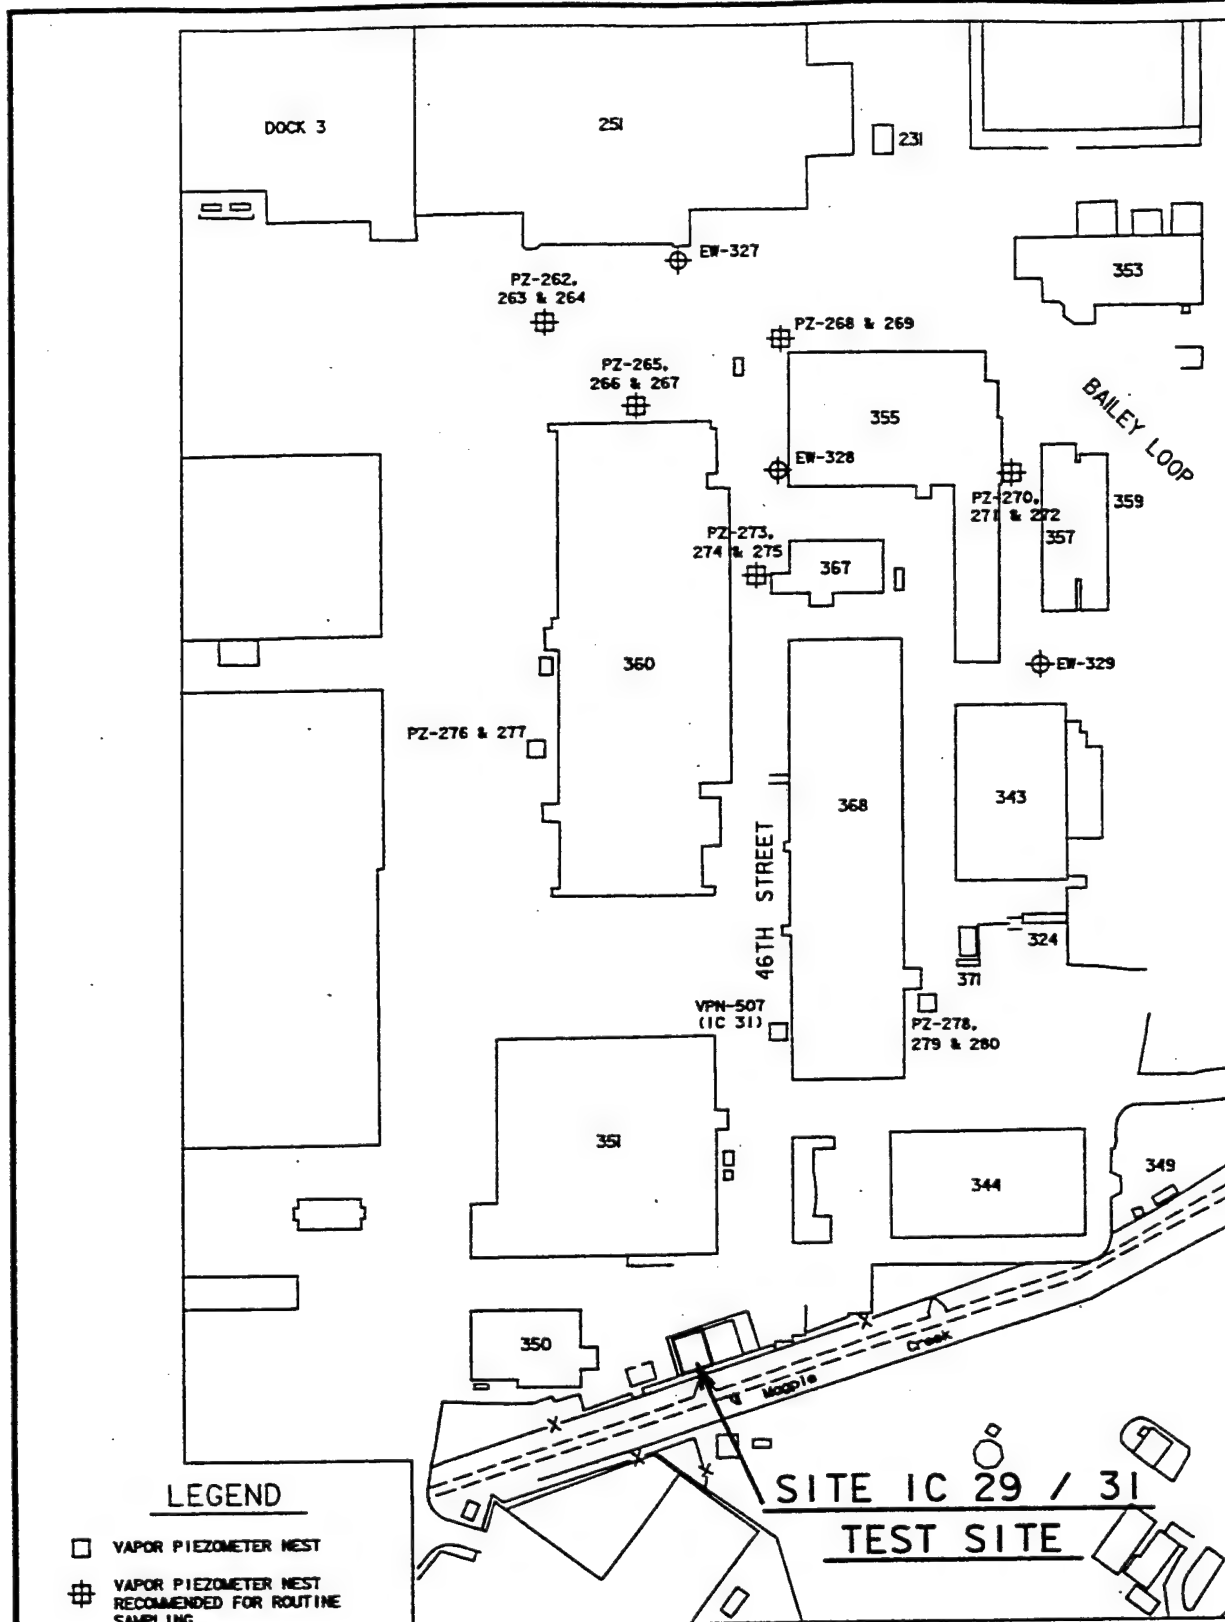 DOCK 3
251
231
EW-327
353
PZ-262,
263 & 264
PZ-268 & 269
PZ-265,
266 & 267
355
BAILEY LOOP
EW-328
PZ-270,
271 & 272
359
357
PZ-273,
274 & 275
367
360
EW-329
PZ-276 & 277
343
368
46TH STREET
324
371
VPN-507
(IC 31)
PZ-278,
279 & 280
351
349
344
350
Magpie Creek
SITE IC 29 / 31
TEST SITE
LEGEND
VAPOR PIEZOMETER NEST
VAPOR PIEZOMETER NEST
RECOMMENDED FOR ROUTINE
SAMPLING